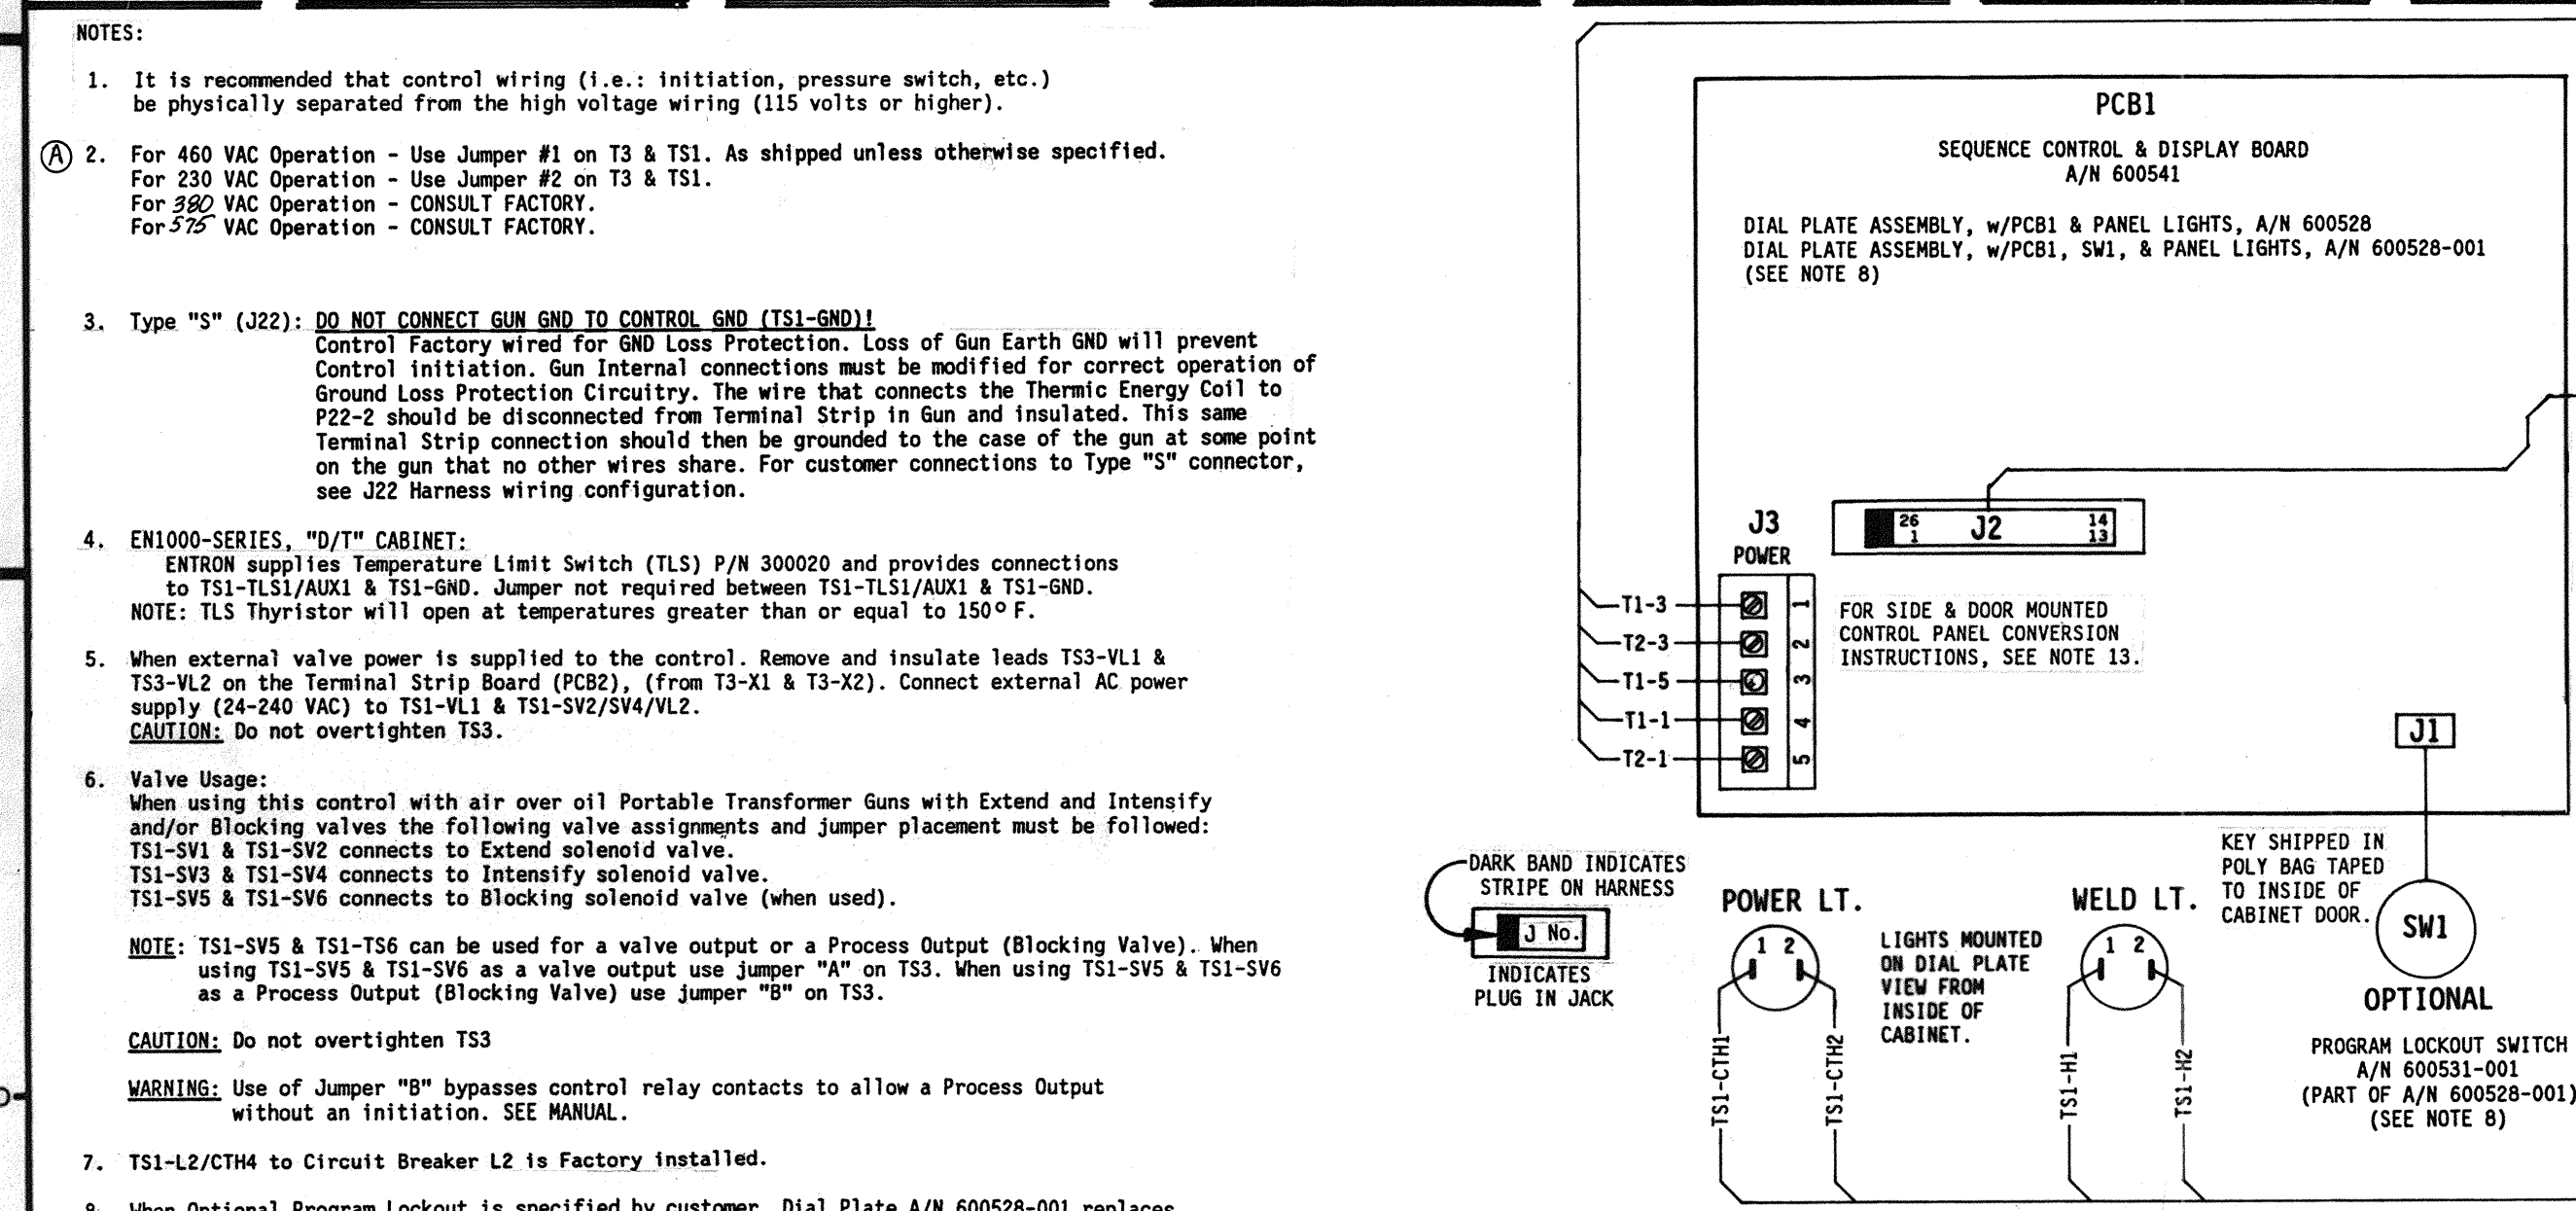 NOTES:
1. It is recommended that control wiring (i.e.: initiation, pressure switch, etc.)
be physically separated from the high voltage wiring (115 volts or higher).
(A) 2. For 460 VAC Operation - Use Jumper #1 on T3 & TS1. As shipped unless otherwise specified.
For 230 VAC Operation - Use Jumper #2 on T3 & TS1.
For 380 VAC Operation - CONSULT FACTORY.
For 575 VAC Operation - CONSULT FACTORY.
3. Type "S" (J22): DO NOT CONNECT GUN GND TO CONTROL GND (TS1-GND)!
Control Factory wired for GND Loss Protection. Loss of Gun Earth GND will prevent
Control initiation. Gun Internal connections must be modified for correct operation of
Ground Loss Protection Circuitry. The wire that connects the Thermic Energy Coil to
P22-2 should be disconnected from Terminal Strip in Gun and insulated. This same
Terminal Strip connection should then be grounded to the case of the gun at some point
on the gun that no other wires share. For customer connections to Type "S" connector,
see J22 Harness wiring configuration.
4. EN1000-SERIES, "D/T" CABINET:
ENTRON supplies Temperature Limit Switch (TLS) P/N 300020 and provides connections
to TS1-TLS1/AUX1 & TS1-GND. Jumper not required between TS1-TLS1/AUX1 & TS1-GND.
NOTE: TLS Thyristor will open at temperatures greater than or equal to 150° F.
5. When external valve power is supplied to the control. Remove and insulate leads TS3-VL1 &
TS3-VL2 on the Terminal Strip Board (PCB2), (from T3-X1 & T3-X2). Connect external AC power
supply (24-240 VAC) to TS1-VL1 & TS1-SV2/SV4/VL2.
CAUTION: Do not overtighten TS3.
6. Valve Usage:
When using this control with air over oil Portable Transformer Guns with Extend and Intensify
and/or Blocking valves the following valve assignments and jumper placement must be followed:
TS1-SV1 & TS1-SV2 connects to Extend solenoid valve.
TS1-SV3 & TS1-SV4 connects to Intensify solenoid valve.
TS1-SV5 & TS1-SV6 connects to Blocking solenoid valve (when used).
NOTE: TS1-SV5 & TS1-TS6 can be used for a valve output or a Process Output (Blocking Valve). When
using TS1-SV5 & TS1-SV6 as a valve output use jumper "A" on TS3. When using TS1-SV5 & TS1-SV6
as a Process Output (Blocking Valve) use jumper "B" on TS3.
CAUTION: Do not overtighten TS3
WARNING: Use of Jumper "B" bypasses control relay contacts to allow a Process Output
without an initiation. SEE MANUAL.
7. TS1-L2/CTH4 to Circuit Breaker L2 is Factory installed.
8. When Optional Program Lockout is specified by customer, Dial Plate A/N 600528-001 replaces
PCB1
SEQUENCE CONTROL & DISPLAY BOARD
A/N 600541
DIAL PLATE ASSEMBLY, w/PCB1 & PANEL LIGHTS, A/N 600528
DIAL PLATE ASSEMBLY, w/PCB1, SW1, & PANEL LIGHTS, A/N 600528-001
(SEE NOTE 8)
J3
POWER
26 14
J2
1 13
T1-3 1
T2-3 2
T1-5 3
T1-1 4
T2-1 5
FOR SIDE & DOOR MOUNTED
CONTROL PANEL CONVERSION
INSTRUCTIONS, SEE NOTE 13.
J1
DARK BAND INDICATES
STRIPE ON HARNESS
J No.
INDICATES
PLUG IN JACK
POWER LT.
1 2
TS1-CTH1
TS1-CTH2
LIGHTS MOUNTED
ON DIAL PLATE
VIEW FROM
INSIDE OF
CABINET.
WELD LT.
1 2
TS1-H1
TS1-H2
KEY SHIPPED IN
POLY BAG TAPED
TO INSIDE OF
CABINET DOOR.
SW1
OPTIONAL
PROGRAM LOCKOUT SWITCH
A/N 600531-001
(PART OF A/N 600528-001)
(SEE NOTE 8)